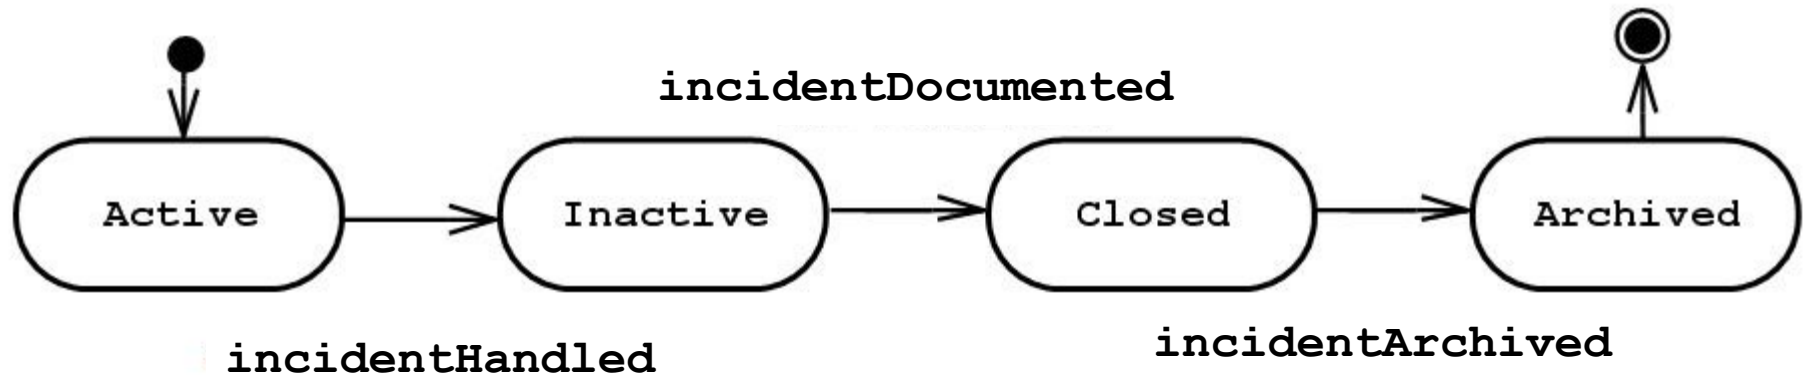 incidentDocumented
Active
Inactive
Closed
Archived
incidentHandled
incidentArchived